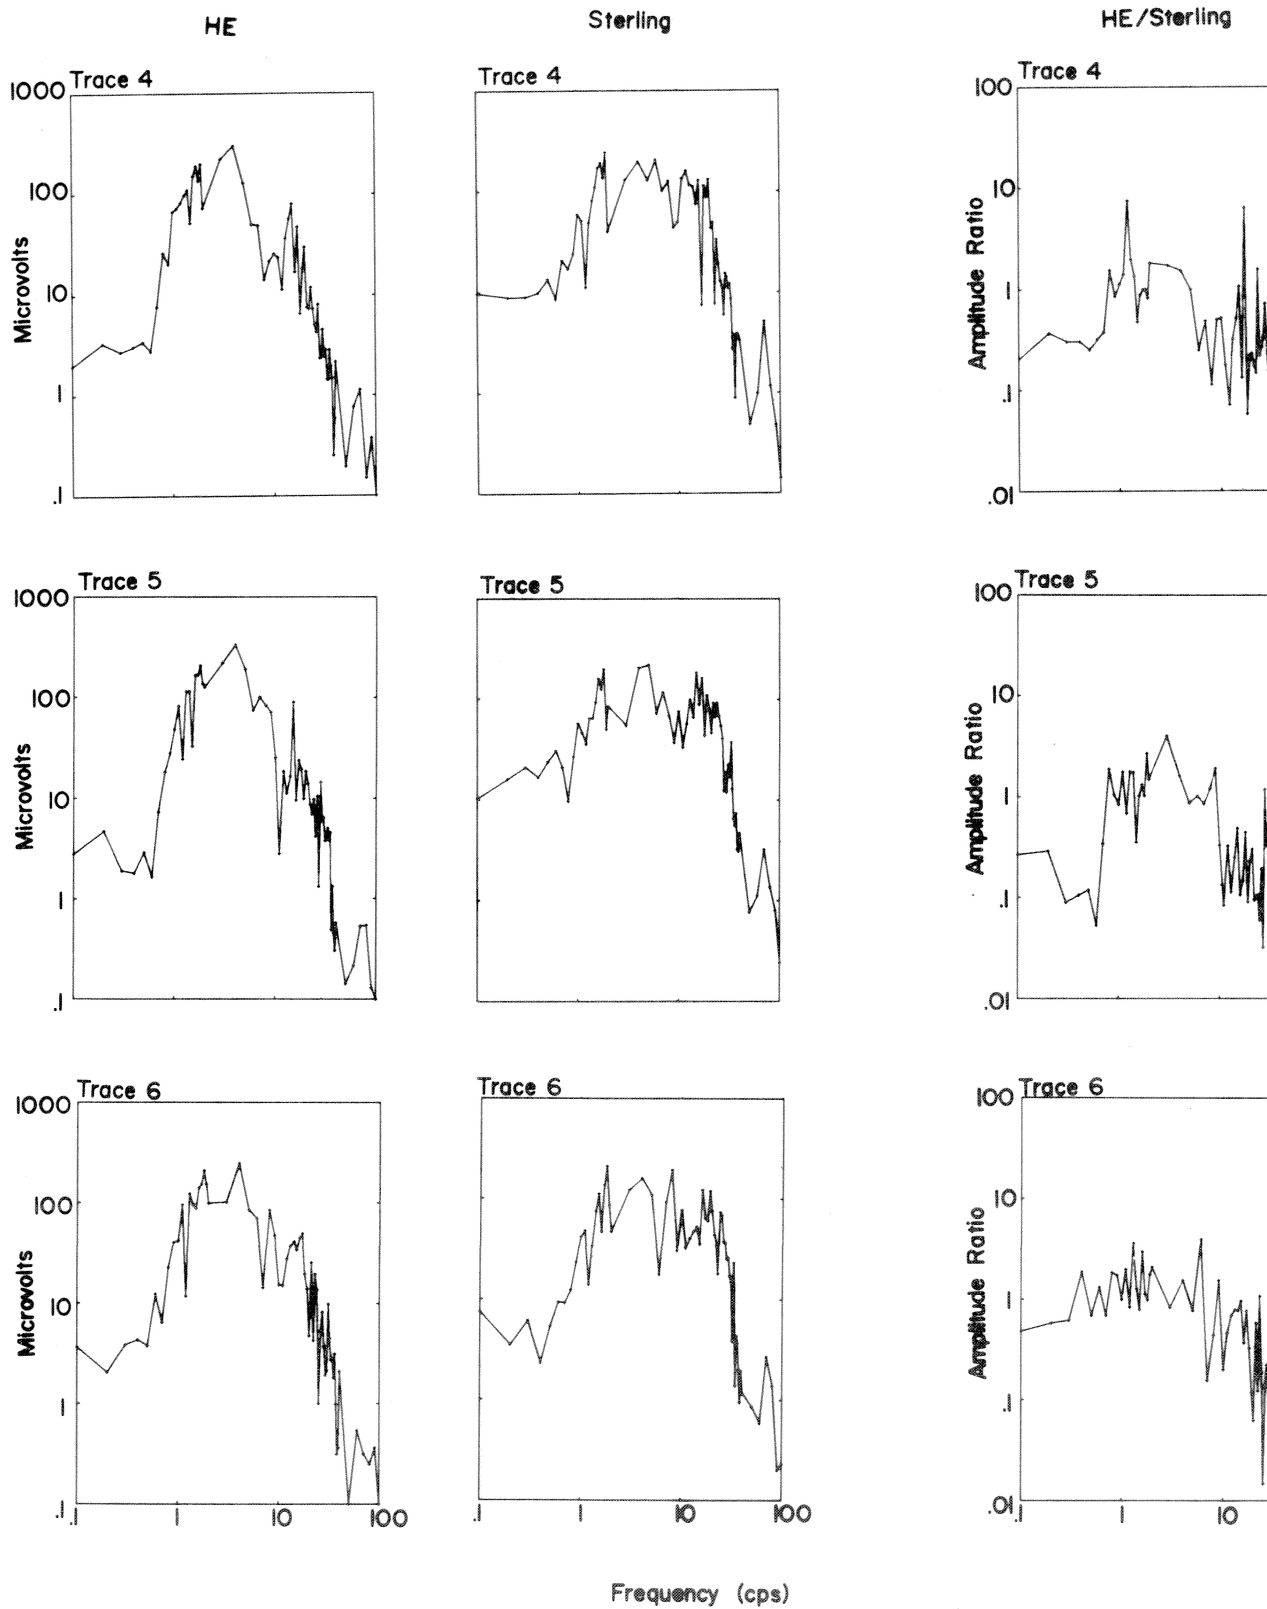 HE Sterling HE/Sterling
Trace 4 Trace 4 Trace 4
1000
100
10
1
.1
Microvolts
100
10
1
.1
.01
Amplitude Ratio
Trace 5 Trace 5 Trace 5
1000
100
10
1
.1
Microvolts
100
10
1
.1
.01
Amplitude Ratio
Trace 6 Trace 6 Trace 6
1000
100
10
1
.1
Microvolts
100
10
1
.1
.01
Amplitude Ratio
.1 1 10 100 .1 1 10 100 .1 1 10
Frequency (cps)